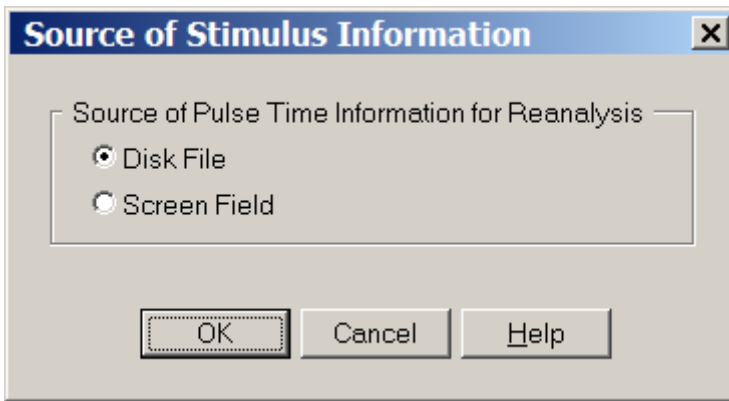 Source of Stimulus Information
Source of Pulse Time Information for Reanalysis
Disk File
Screen Field
OK Cancel Help